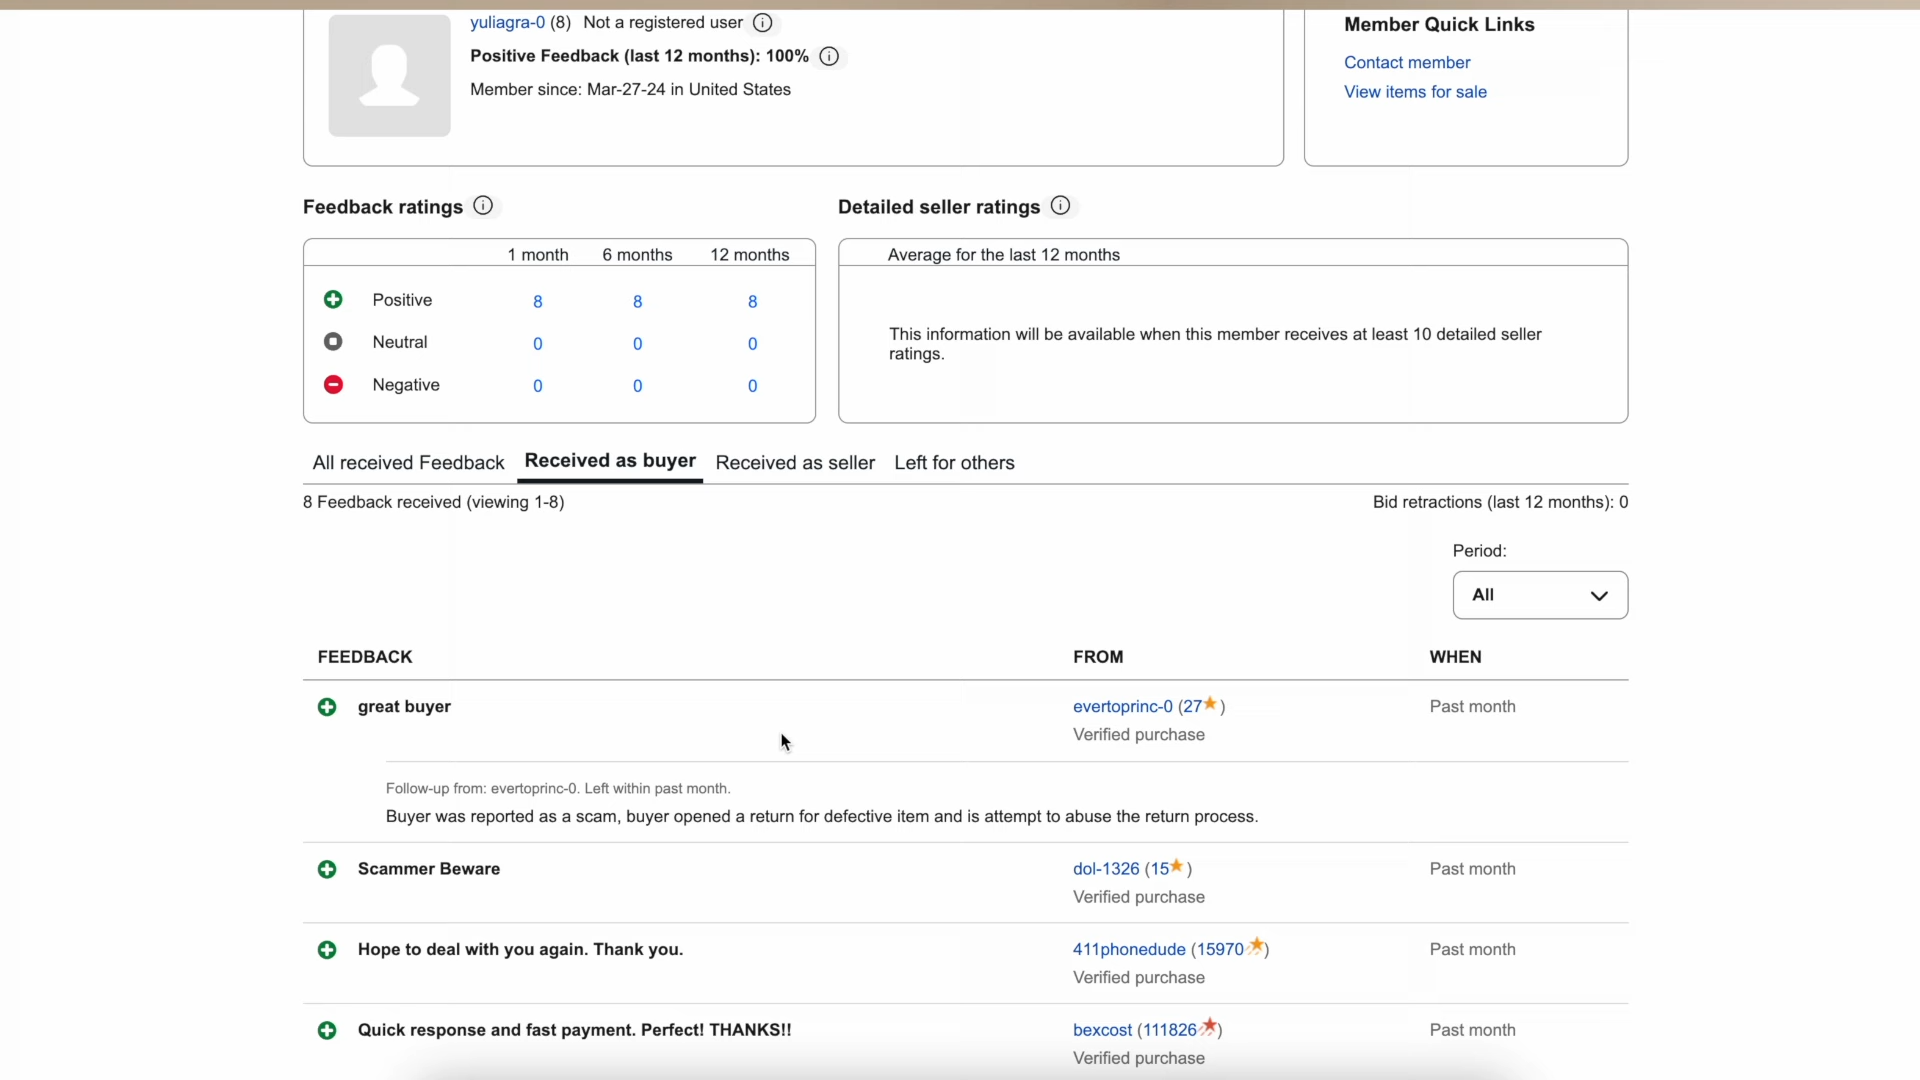 yuliagra-0 (8) Not a registered user
Positive Feedback (last 12 months): 100%
Member since: Mar-27-24 in United States
Member Quick Links
Contact member
View items for sale
Feedback ratings
1 month 6 months 12 months
Positive 8 8 8
Neutral 0 0 0
Negative 0 0 0
Detailed seller ratings
Average for the last 12 months
This information will be available when this member receives at least 10 detailed seller
ratings.
All received Feedback Received as buyer Received as seller Left for others
8 Feedback received (viewing 1-8) Bid retractions (last 12 months): 0
Period:
All
FEEDBACK FROM WHEN
great buyer evertoprinc-0 (27) Past month
Verified purchase
Follow-up from: evertoprinc-0. Left within past month.
Buyer was reported as a scam, buyer opened a return for defective item and is attempt to abuse the return process.
Scammer Beware dol-1326 (15) Past month
Verified purchase
Hope to deal with you again. Thank you. 411phonedude (15970) Past month
Verified purchase
Quick response and fast payment. Perfect! THANKS!! bexcost (111826) Past month
Verified purchase